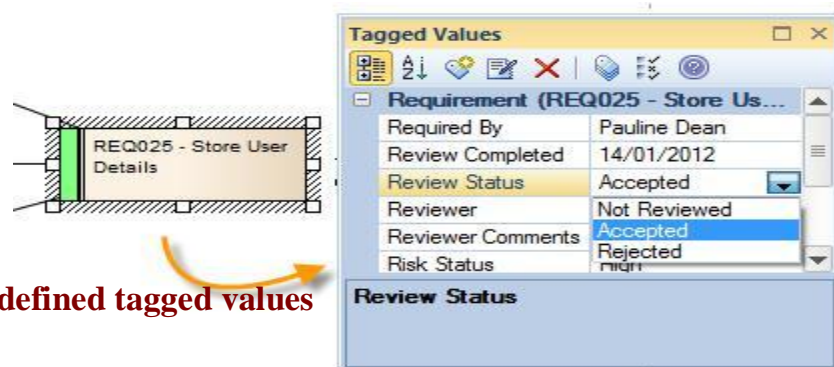 Tagged Values
Requirement (REQ025 - Store Us...
REQ025 - Store User
Details
Required By Pauline Dean
Review Completed 14/01/2012
Review Status Accepted
Reviewer Not Reviewed
Accepted
Reviewer Comments
Rejected
Risk Status High
defined tagged values
Review Status